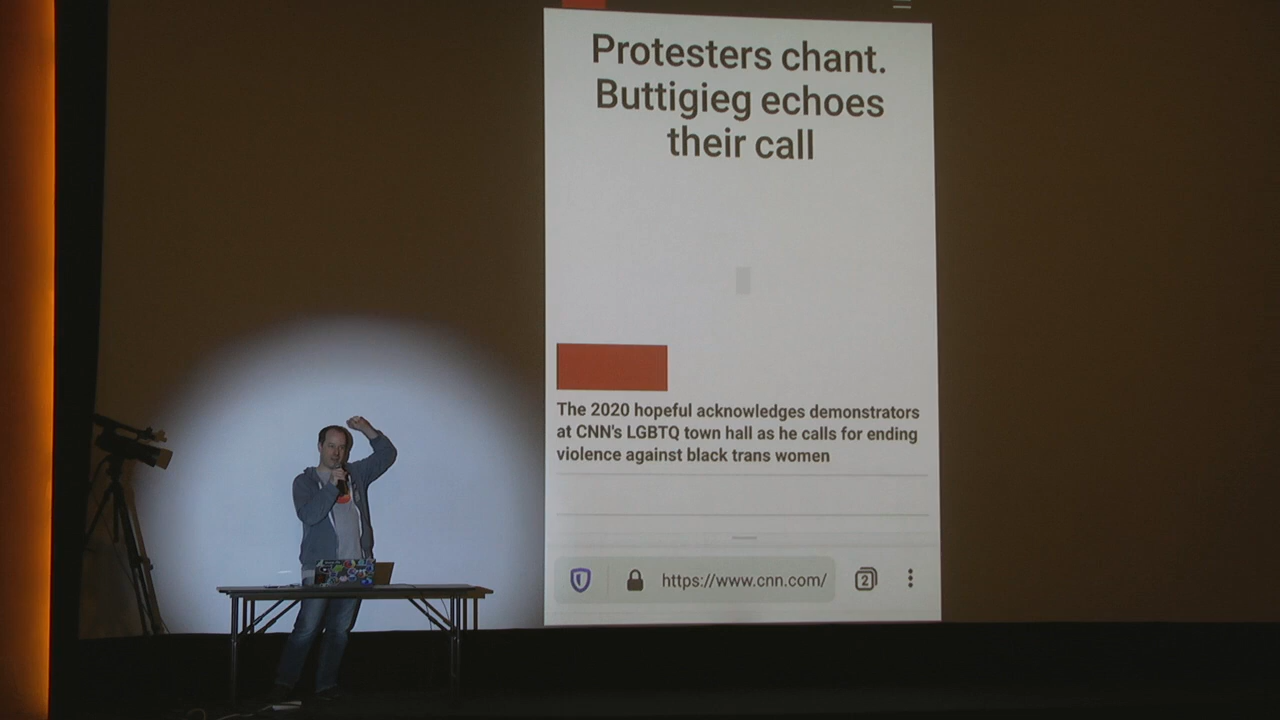 Protesters chant.
Buttigieg echoes
their call
The 2020 hopeful acknowledges demonstrators
at CNN's LGBTQ town hall as he calls for ending
violence against black trans women
https://www.cnn.com/
2